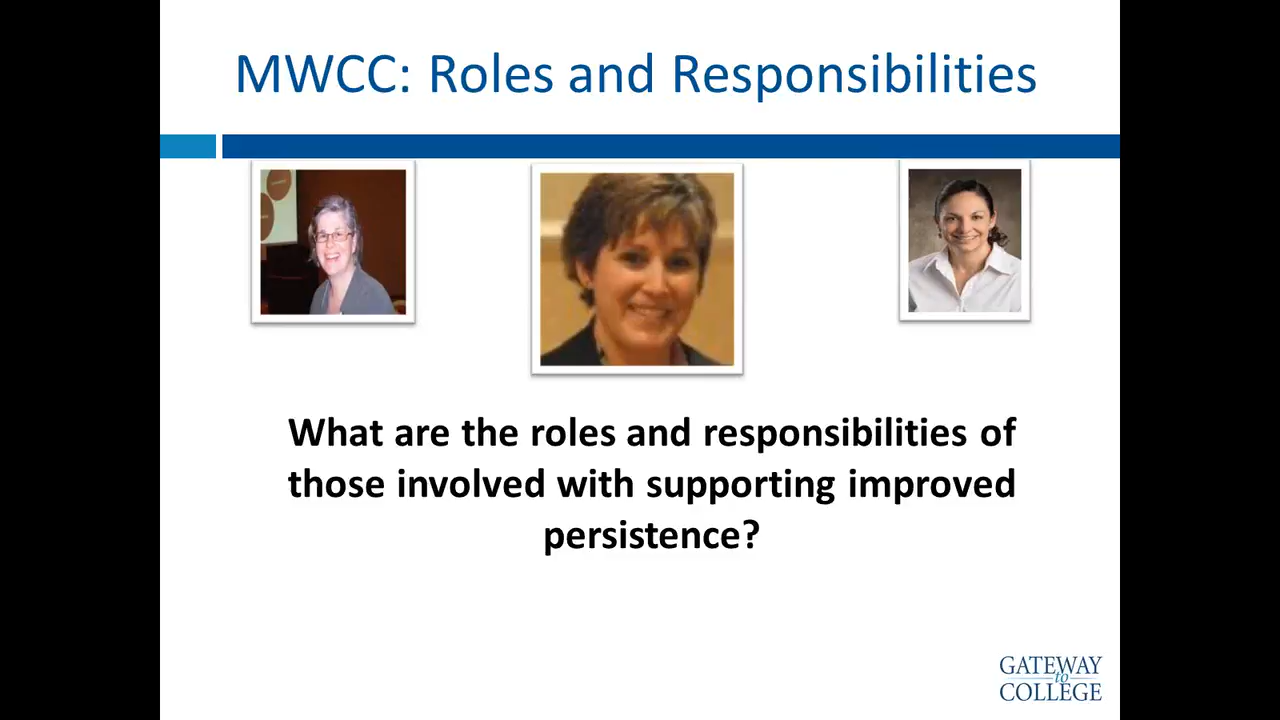 MWCC: Roles and Responsibilities
What are the roles and responsibilities of
those involved with supporting improved
persistence?
GATEWAY
to
COLLEGE